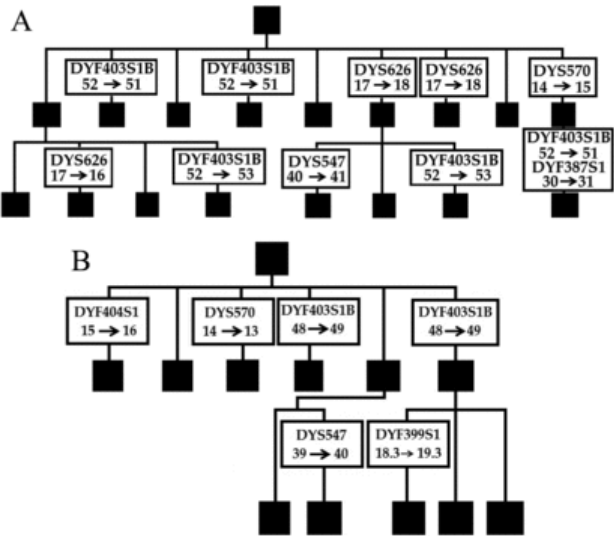 A
DYF403S1B
52 → 51
DYF403S1B
52 → 51
DYS626
17 → 18
DYS626
17 → 18
DYS570
14 → 15
DYS626
17 → 16
DYF403S1B
52 → 53
DYS547
40 → 41
DYF403S1B
52 → 53
DYF403S1B
52 → 51
DYF387S1
30 → 31
B
DYF404S1
15 → 16
DYS570
14 → 13
DYF403S1B
48 → 49
DYF403S1B
48 → 49
DYS547
39 → 40
DYF399S1
18.3 → 19.3